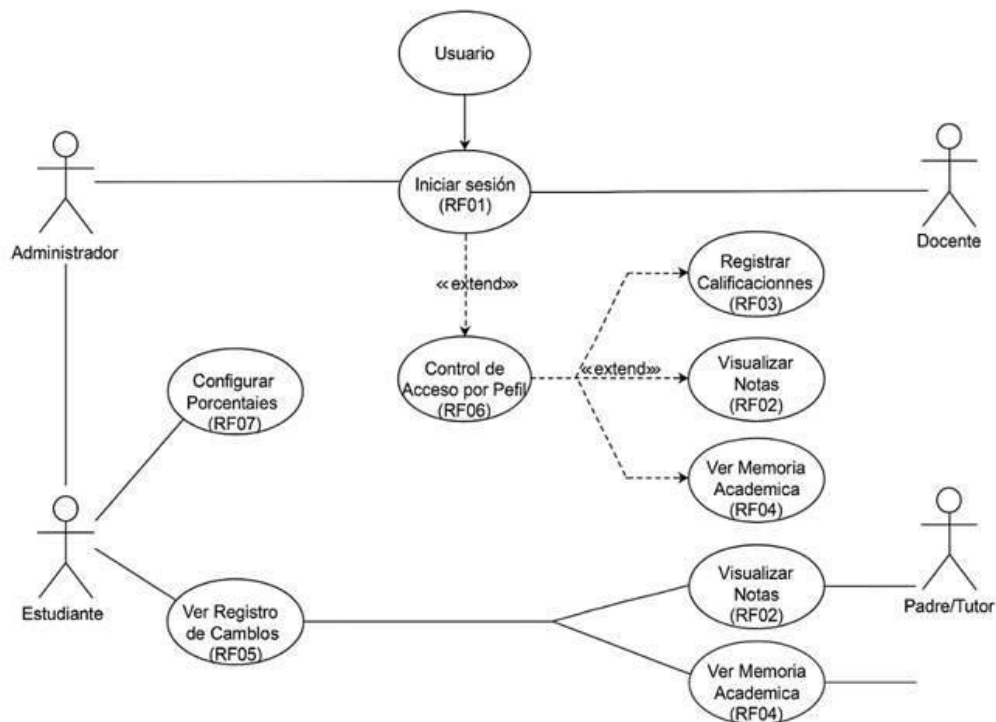 Usuario
Iniciar sesión
(RF01)
Administrador
Docente
«extend»»
Registrar
Calificacionnes
(RF03)
Control de
Acceso por Pefil
(RF06)
«extend»»
Visualizar
Notas
(RF02)
Configurar
Porcentaies
(RF07)
Ver Memoria
Academica
(RF04)
Estudiante
Ver Registro
de Camblos
(RF05)
Visualizar
Notas
(RF02)
Padre/Tutor
Ver Memoria
Academica
(RF04)